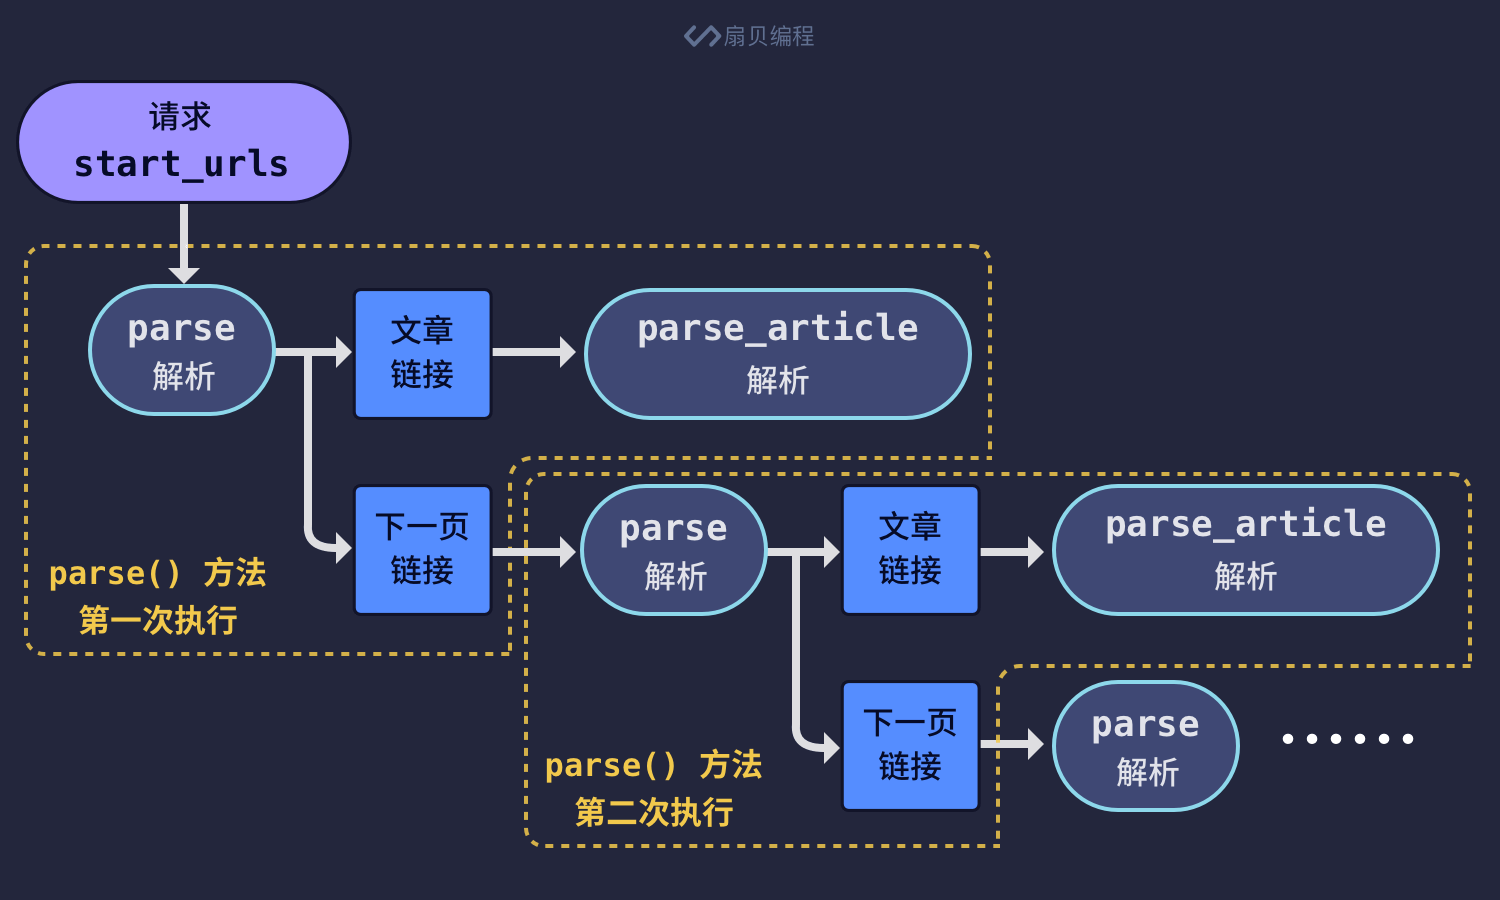 扇贝编程
请求
start_urls
parse
解析
文章
链接
parse_article
解析
下一页
链接
parse() 方法
第一次执行
parse
解析
文章
链接
parse_article
解析
下一页
链接
parse() 方法
第二次执行
parse
解析
······